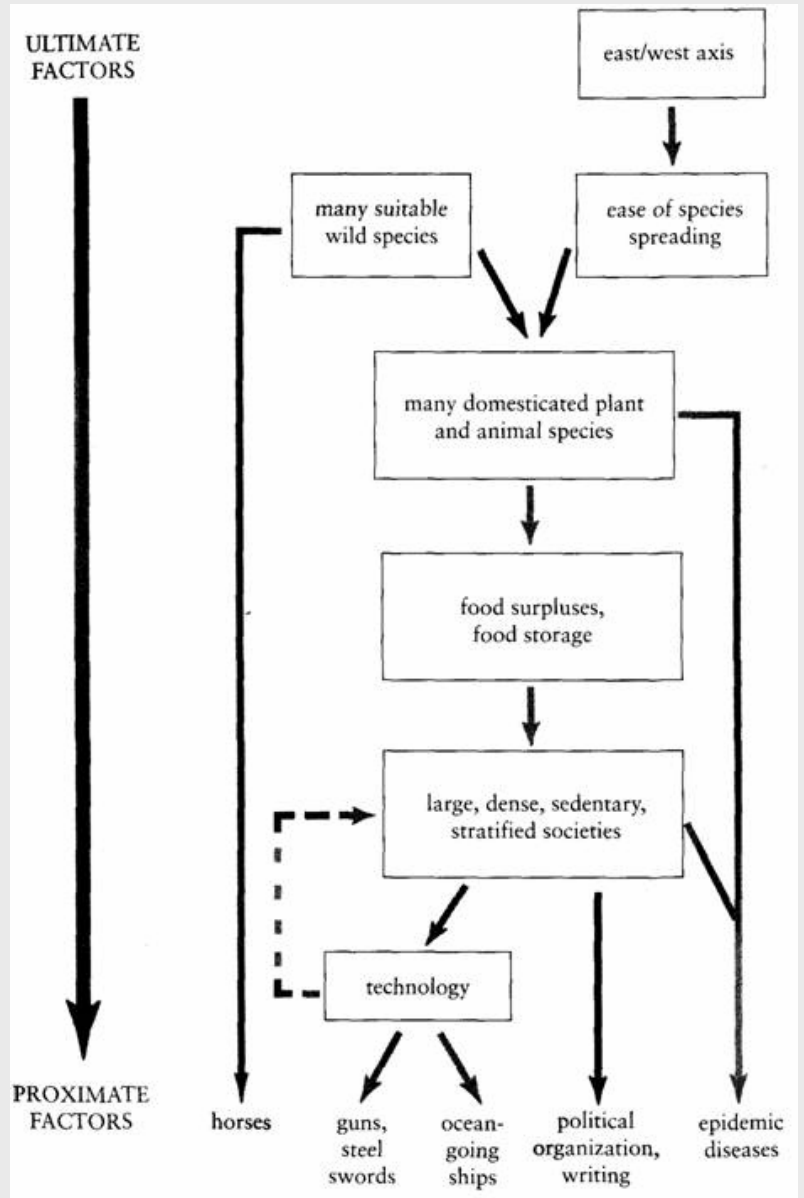 ULTIMATE
FACTORS
east/west axis
many suitable
wild species
ease of species
spreading
many domesticated plant
and animal species
food surpluses,
food storage
large, dense, sedentary,
stratified societies
technology
PROXIMATE
FACTORS
horses
guns,
steel
swords
ocean-
going
ships
political
organization,
writing
epidemic
diseases